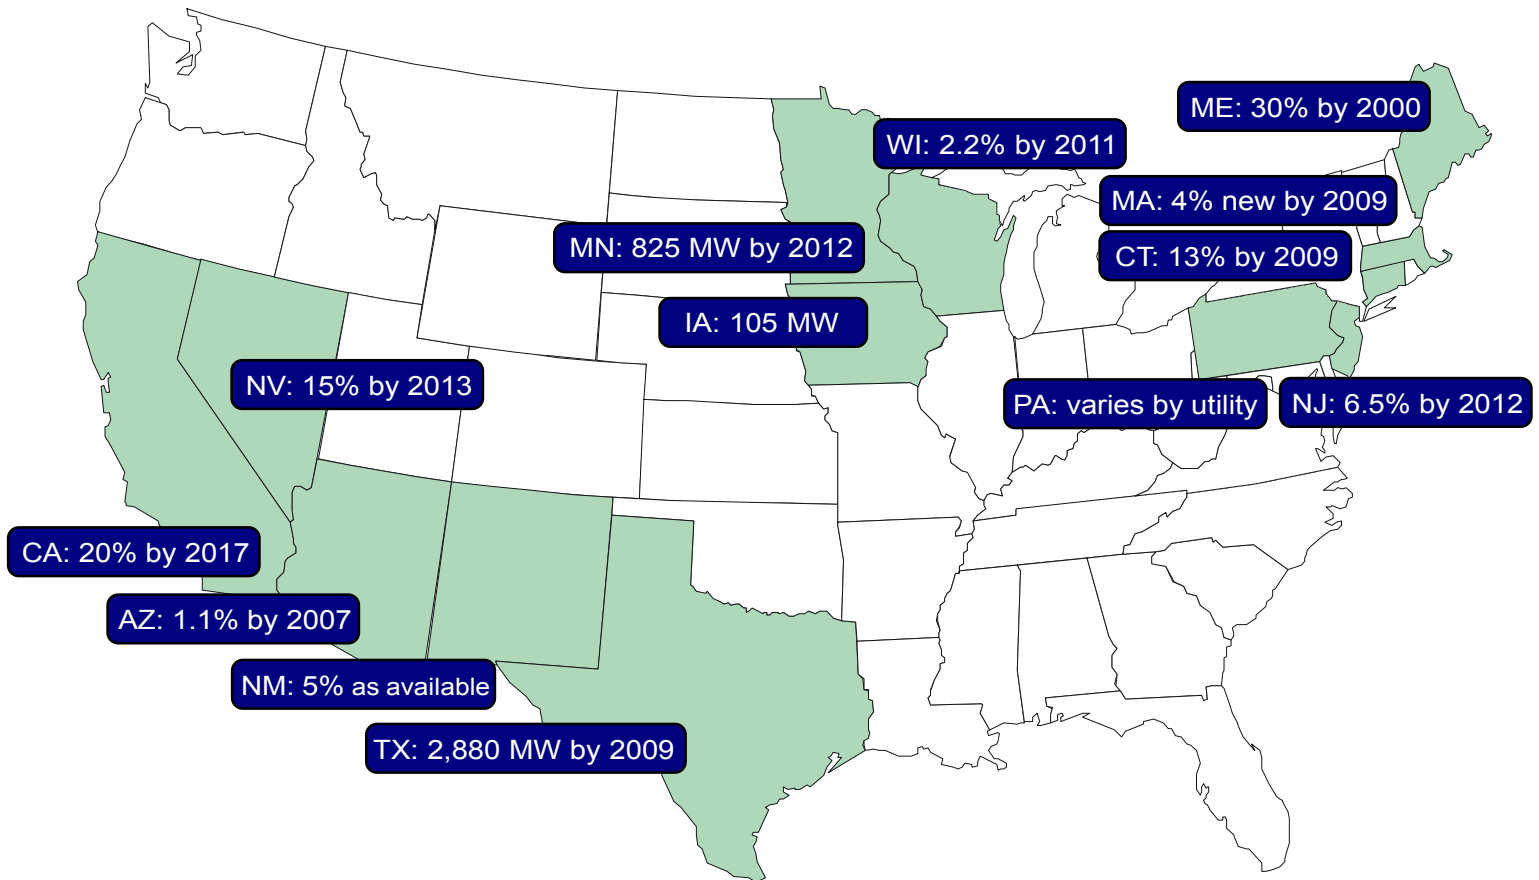 ME: 30% by 2000
WI: 2.2% by 2011
MA: 4% new by 2009
MN: 825 MW by 2012
CT: 13% by 2009
IA: 105 MW
NV: 15% by 2013
PA: varies by utility
NJ: 6.5% by 2012
CA: 20% by 2017
AZ: 1.1% by 2007
NM: 5% as available
TX: 2,880 MW by 2009